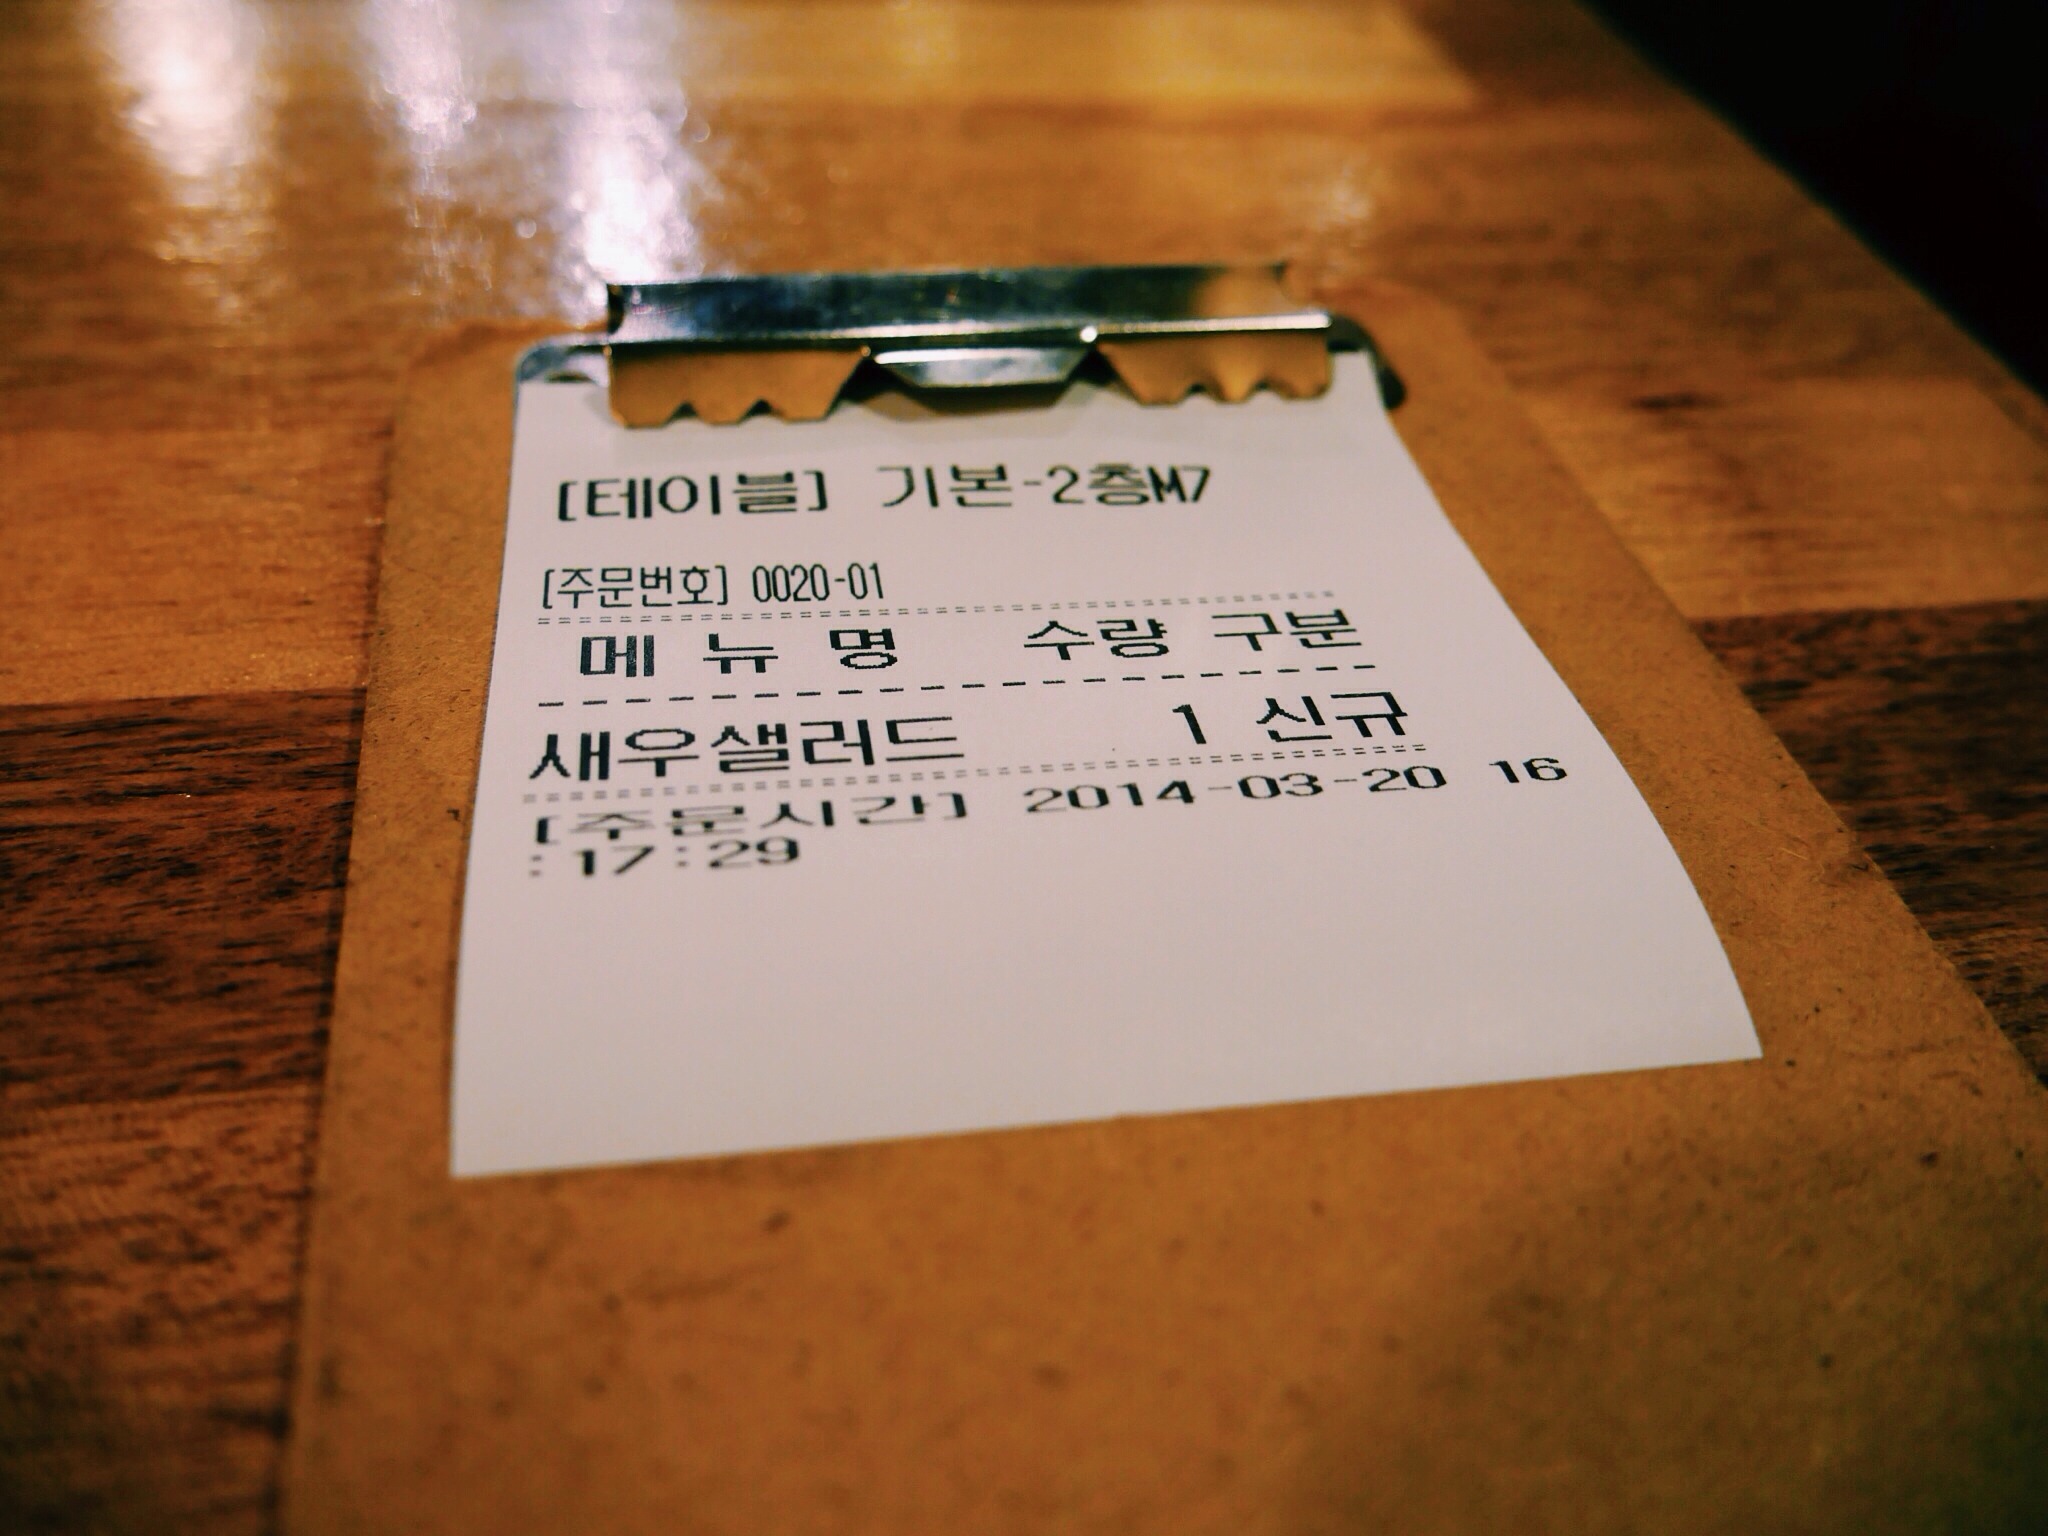 [테이블] 기본-2층M7
[주문번호] 0020-01
메 뉴 명 수량 구분
새우샐러드 1 신규
[주문시간] 2014-03-20 16
:17:29